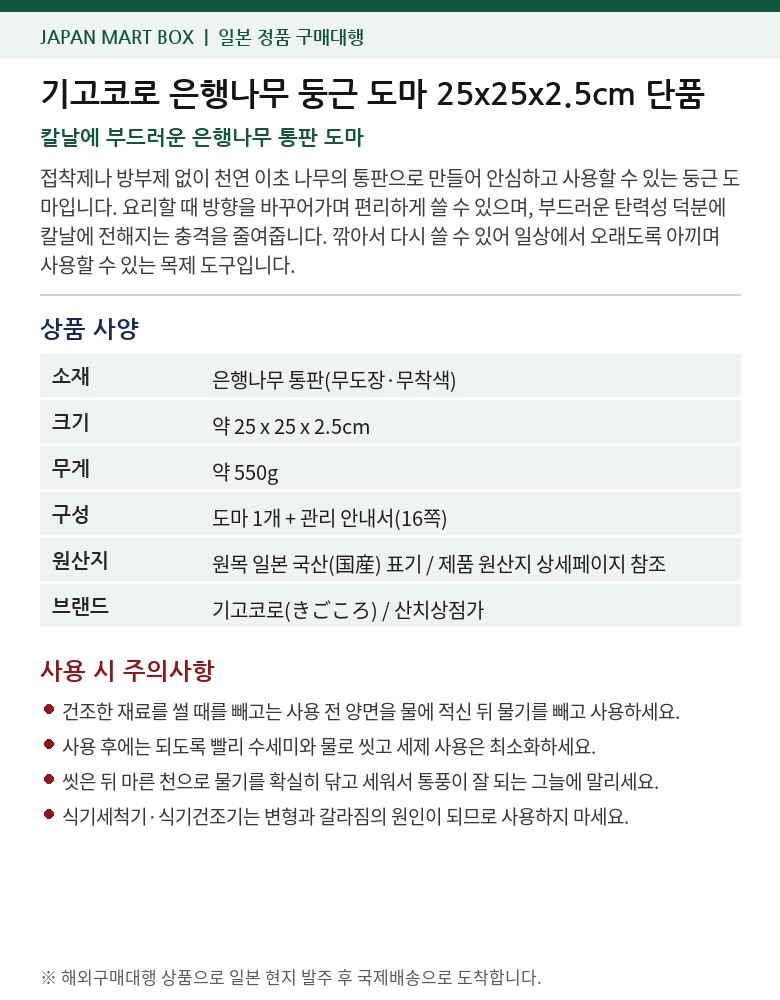 JAPAN MART BOX | 일본 정품 구매대행
기고코로 은행나무 둥근 도마 25x25x2.5cm 단품
칼날에 부드러운 은행나무 통판 도마
접착제나 방부제 없이 천연 이초 나무의 통판으로 만들어 안심하고 사용할 수 있는 둥근 도
마입니다. 요리할 때 방향을 바꾸어가며 편리하게 쓸 수 있으며, 부드러운 탄력성 덕분에
칼날에 전해지는 충격을 줄여줍니다. 깎아서 다시 쓸 수 있어 일상에서 오래도록 아끼며
사용할 수 있는 목제 도구입니다.
상품 사양
소재 은행나무 통판(무도장·무착색)
크기 약 25 x 25 x 2.5cm
무게 약 550g
구성 도마 1개 + 관리 안내서(16쪽)
원산지 원목 일본 국산(国産) 표기 / 제품 원산지 상세페이지 참조
브랜드 기고코로(きごころ) / 산치상점가
사용 시 주의사항
● 건조한 재료를 썰 때를 빼고는 사용 전 양면을 물에 적신 뒤 물기를 빼고 사용하세요.
● 사용 후에는 되도록 빨리 수세미와 물로 씻고 세제 사용은 최소화하세요.
● 씻은 뒤 마른 천으로 물기를 확실히 닦고 세워서 통풍이 잘 되는 그늘에 말리세요.
● 식기세척기·식기건조기는 변형과 갈라짐의 원인이 되므로 사용하지 마세요.
※ 해외구매대행 상품으로 일본 현지 발주 후 국제배송으로 도착합니다.